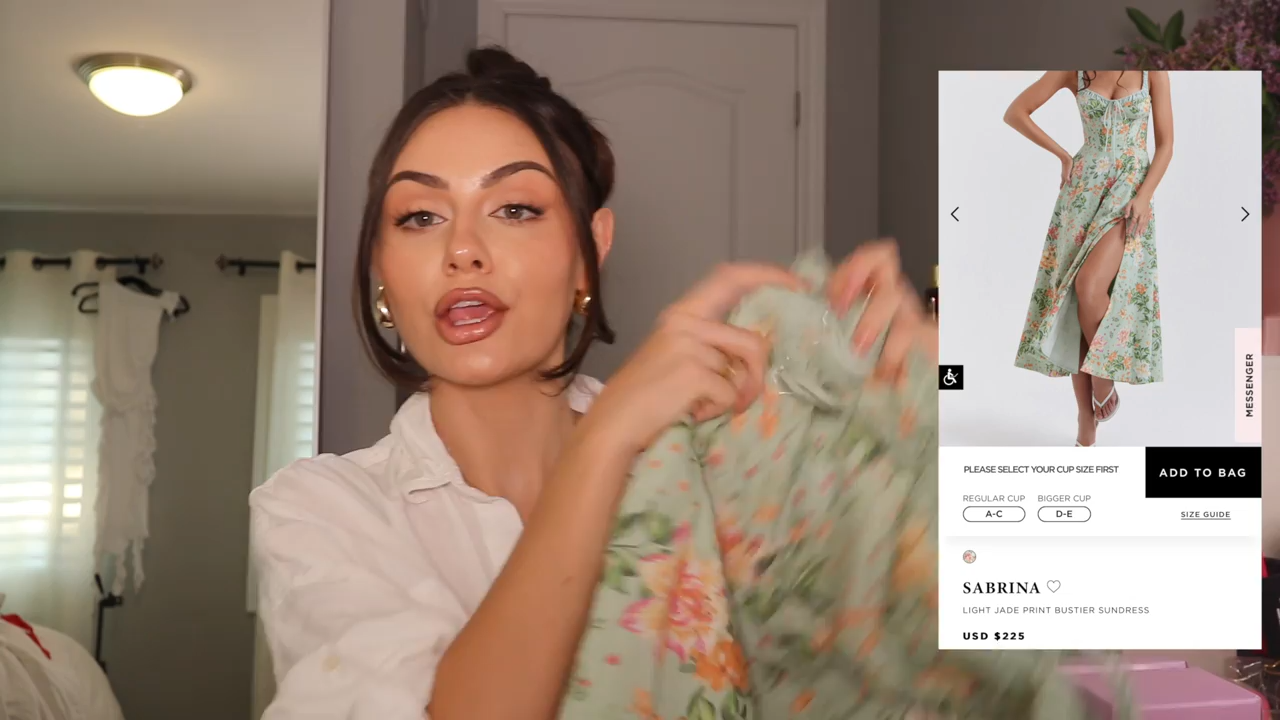 MESSENGER
PLEASE SELECT YOUR CUP SIZE FIRST
ADD TO BAG
REGULAR CUP
BIGGER CUP
A-C
D-E
SIZE GUIDE
SABRINA
LIGHT JADE PRINT BUSTIER SUNDRESS
USD $225